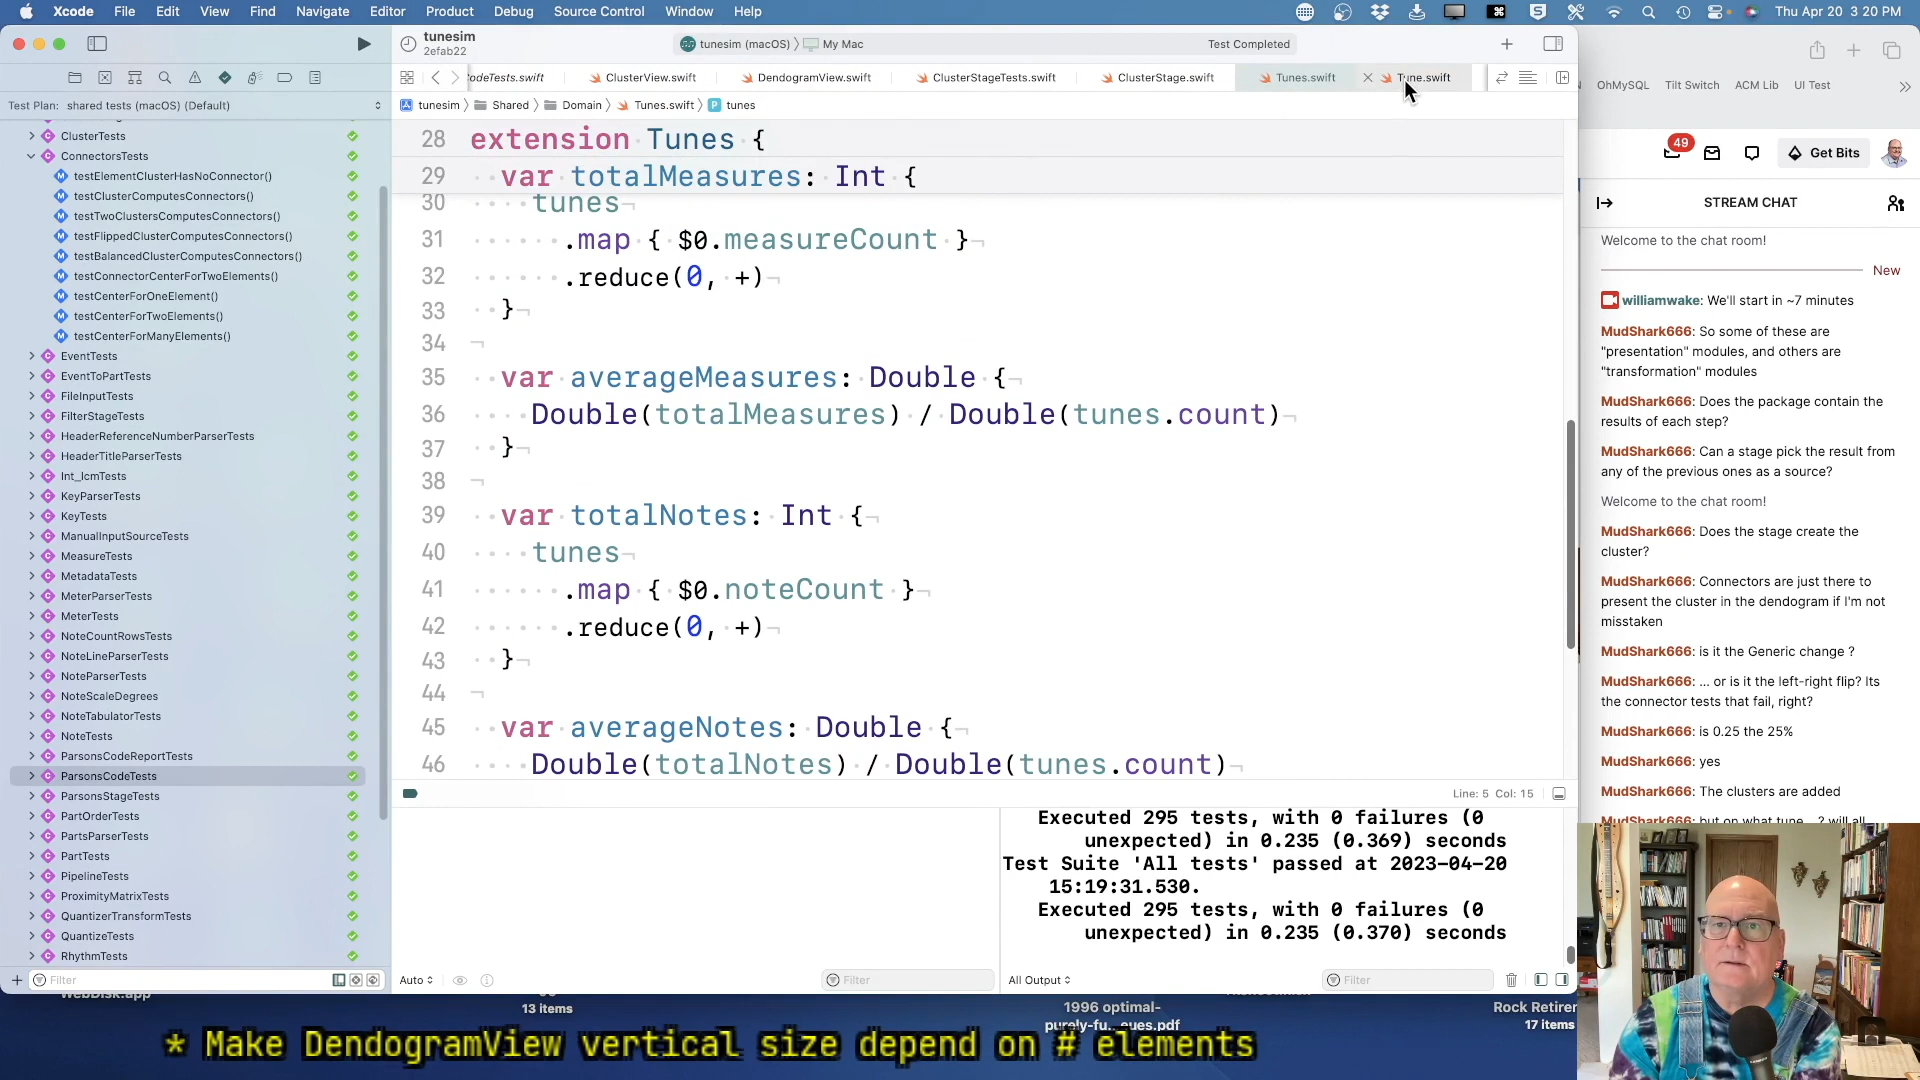 Xcode File Edit View Find Navigate Editor Product Debug Source Control Window Help
Thu Apr 20 3:20 PM
tunesim
2efab22
tunesim (macOS) 〉 My Mac
Test Completed
odeTests.swift
ClusterView.swift
DendogramView.swift
ClusterStageTests.swift
ClusterStage.swift
Tunes.swift
Tune.swift
Test Plan: shared tests (macOS) (Default)
tunesim 〉 Shared 〉 Domain 〉 Tunes.swift 〉 P tunes
ClusterTests
ConnectorsTests
testElementClusterHasNoConnector()
testClusterComputesConnectors()
testTwoClustersComputesConnectors()
testFlippedClusterComputesConnectors()
testBalancedClusterComputesConnectors()
testConnectorCenterForTwoElements()
testCenterForOneElement()
testCenterForTwoElements()
testCenterForManyElements()
EventTests
EventToPartTests
FileInputTests
FilterStageTests
HeaderReferenceNumberParserTests
HeaderTitleParserTests
Int_lcmTests
KeyParserTests
KeyTests
ManualInputSourceTests
MeasureTests
MetadataTests
MeterParserTests
MeterTests
NoteCountRowsTests
NoteLineParserTests
NoteParserTests
NoteScaleDegrees
NoteTabulatorTests
NoteTests
ParsonsCodeReportTests
ParsonsCodeTests
ParsonsStageTests
PartOrderTests
PartsParserTests
PartTests
PipelineTests
ProximityMatrixTests
QuantizerTransformTests
QuantizeTests
RhythmTests
Filter
28 extension Tunes {
29 var totalMeasures: Int {
30 tunes
31 .map { $0.measureCount }
32 .reduce(0, +)
33 }
34
35 var averageMeasures: Double {
36 Double(totalMeasures) / Double(tunes.count)
37 }
38
39 var totalNotes: Int {
40 tunes
41 .map { $0.noteCount }
42 .reduce(0, +)
43 }
44
45 var averageNotes: Double {
46 Double(totalNotes) / Double(tunes.count)
Line: 5 Col: 15
Executed 295 tests, with 0 failures (0
unexpected) in 0.235 (0.369) seconds
Test Suite 'All tests' passed at 2023-04-20
15:19:31.530.
Executed 295 tests, with 0 failures (0
unexpected) in 0.235 (0.370) seconds
Auto
Filter
All Output
Filter
OhMySQL Tilt Switch ACM Lib UI Test
49
Get Bits
STREAM CHAT
Welcome to the chat room!
New
williamwake: We'll start in ~7 minutes
MudShark666: So some of these are
"presentation" modules, and others are
"transformation" modules
MudShark666: Does the package contain the
results of each step?
MudShark666: Can a stage pick the result from
any of the previous ones as a source?
Welcome to the chat room!
MudShark666: Does the stage create the
cluster?
MudShark666: Connectors are just there to
present the cluster in the dendogram if I'm not
misstaken
MudShark666: is it the Generic change ?
MudShark666: ... or is it the left-right flip? Its
the connector tests that fail, right?
MudShark666: is 0.25 the 25%
MudShark666: yes
MudShark666: The clusters are added
MudShark666: but on what tune...? will all
WebDisk.app
13 items
1996 optimal-
purely-fu...eues.pdf
Rock Retirer
17 items
* Make DendogramView vertical size depend on # elements